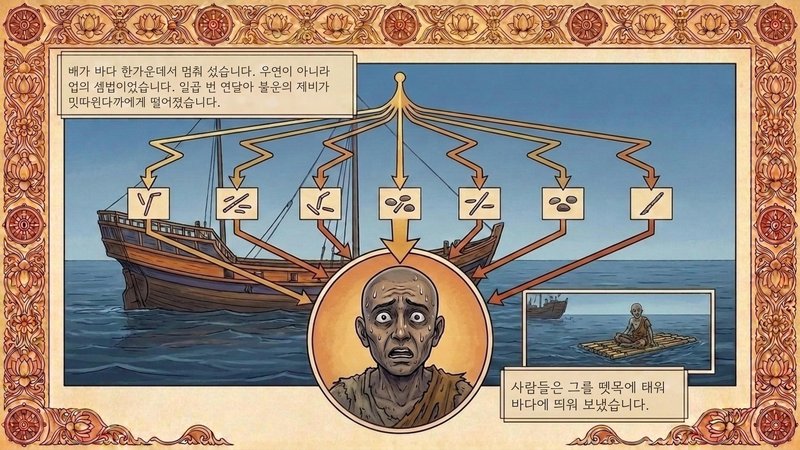 배가 바다 한가운데서 멈춰 섰습니다. 우연이 아니라
업의 셈법이었습니다. 일곱 번 연달아 불운의 제비가
밋따윈다까에게 떨어졌습니다.
사람들은 그를 뗏목에 태워
바다에 띄워 보냈습니다.